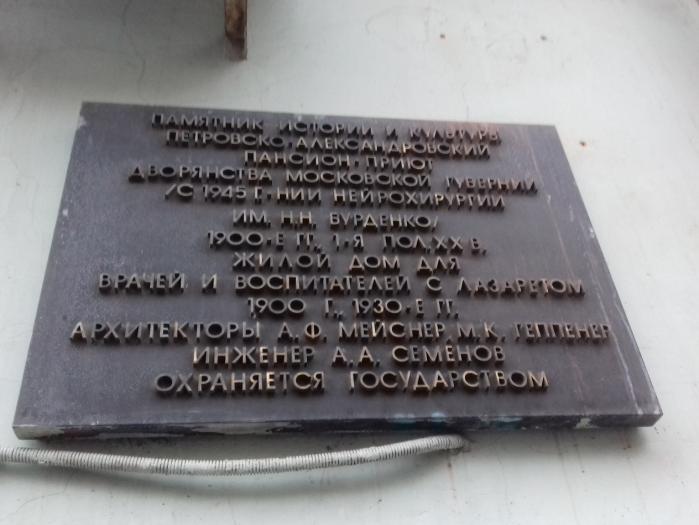 ПАМЯТНИК ИСТОРИИ И КУЛЬТУРЫ
ПЕТРОВСКО-АЛЕКСАНДРОВСКИЙ
ПАНСИОН-ПРИЮТ
ДВОРЯНСТВА МОСКОВСКОЙ ГУБЕРНИИ
/С 1945 Г. НИИ НЕЙРОХИРУРГИИ
ИМ. Н.Н. БУРДЕНКО/
1900-Е ГГ., 1-Я ПОЛ.XX В.
ЖИЛОЙ ДОМ ДЛЯ
ВРАЧЕЙ И ВОСПИТАТЕЛЕЙ С ЛАЗАРЕТОМ
1900 Г., 1930-Е ГГ.
АРХИТЕКТОРЫ А.Ф. МЕЙСНЕР, М.К. ГЕППЕНЕР
ИНЖЕНЕР А.А. СЕМЕНОВ
ОХРАНЯЕТСЯ ГОСУДАРСТВОМ